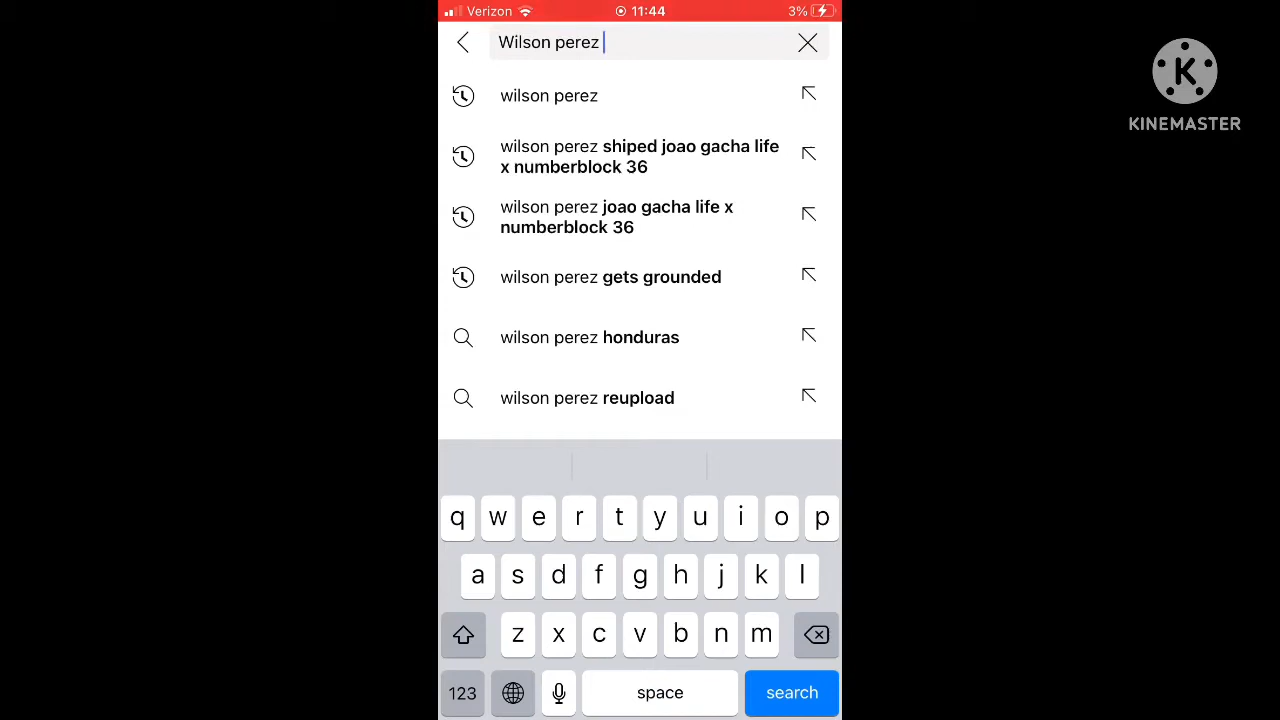 Verizon 11:44 3%
Wilson perez
wilson perez
wilson perez shiped joao gacha life
x numberblock 36
wilson perez joao gacha life x
numberblock 36
wilson perez gets grounded
wilson perez honduras
wilson perez reupload
q w e r t y u i o p
a s d f g h j k l
z x c v b n m
123 space search
K
KINEMASTER